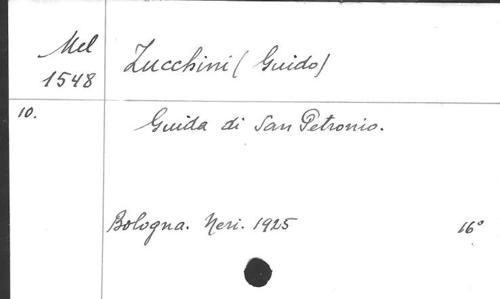 Mel
1548
Zucchini (Guido)
10.
Guida di San Petronio.
Bologna. Neri. 1925 16°